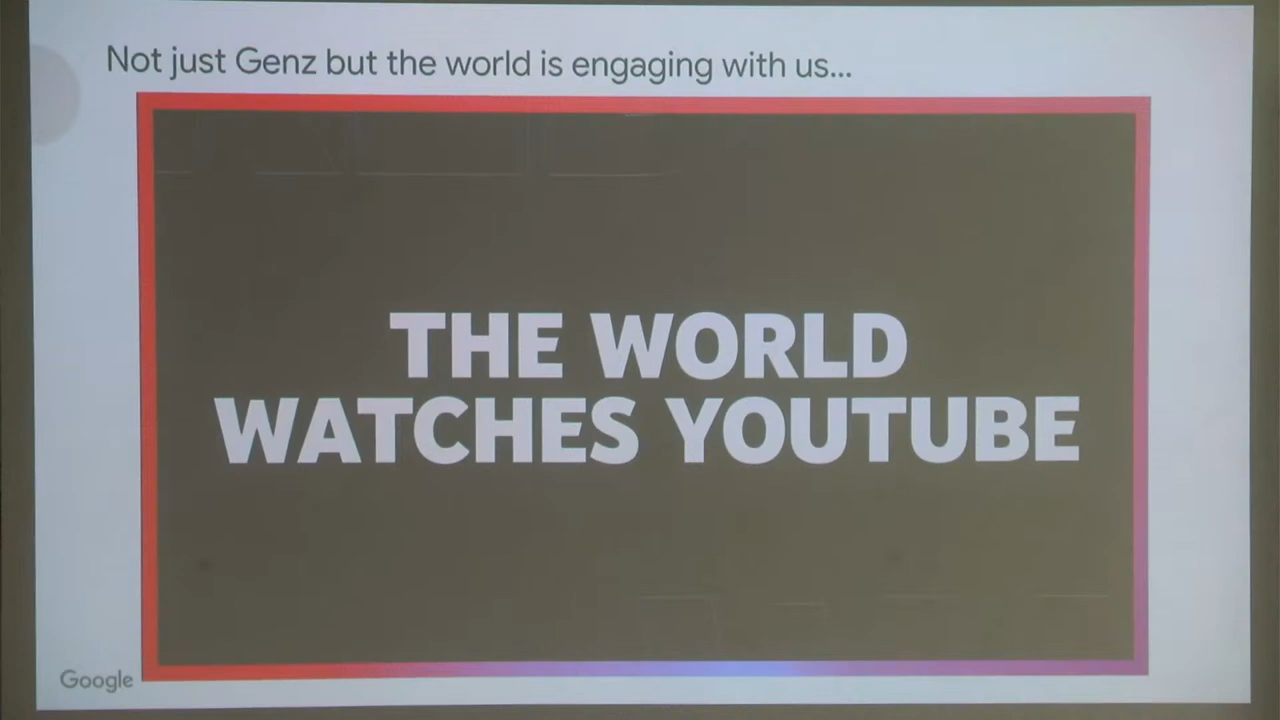 Not just Genz but the world is engaging with us...
THE WORLD
WATCHES YOUTUBE
Google